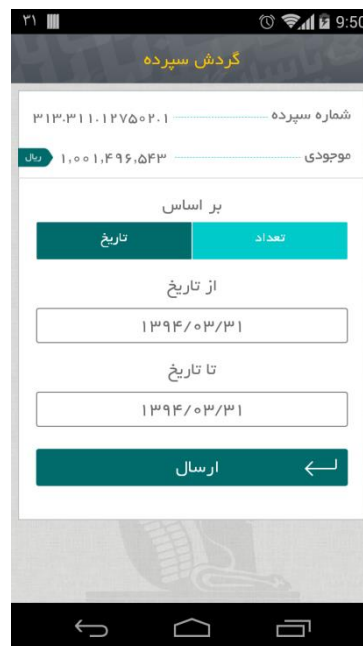 ۳۱ 9:50
گردش سپرده
شماره سپرده ۳۱۳.۳۱۱.۱۲۷۵۰۲.۱
موجودی ۱,۰۰۱,۴۹۶,۵۴۳ ریال
بر اساس
تعداد تاریخ
از تاریخ
۱۳۹۴/۰۳/۳۱
تا تاریخ
۱۳۹۴/۰۳/۳۱
ارسال